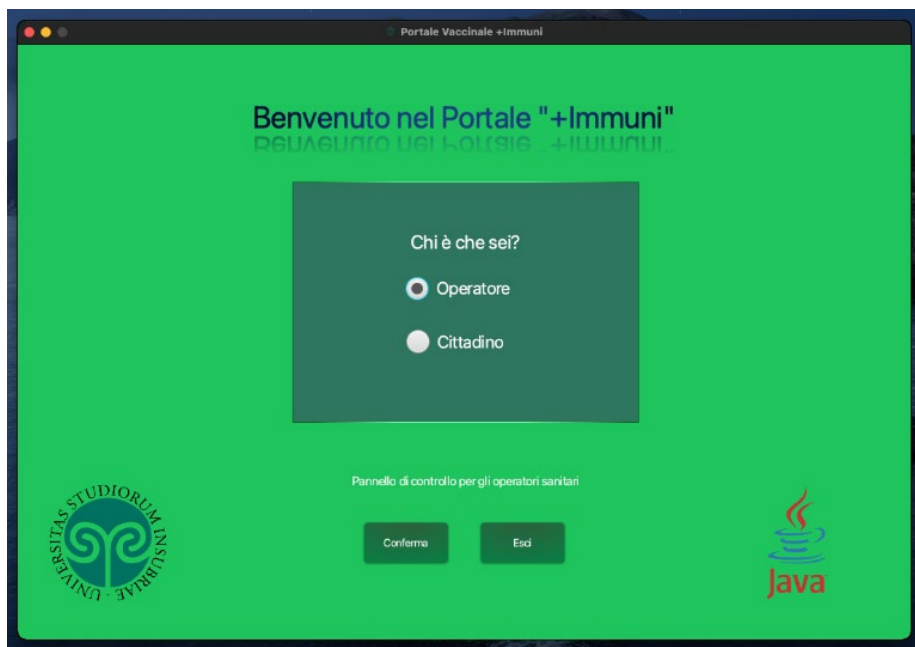 Portale Vaccinale +Immuni
Benvenuto nel Portale "+Immuni"
Chi è che sei?
Operatore
Cittadino
Pannello di controllo per gli operatori sanitari
Conferma
Esci
UNIVERSITAS STUDIORUM INSUBRIAE
Java